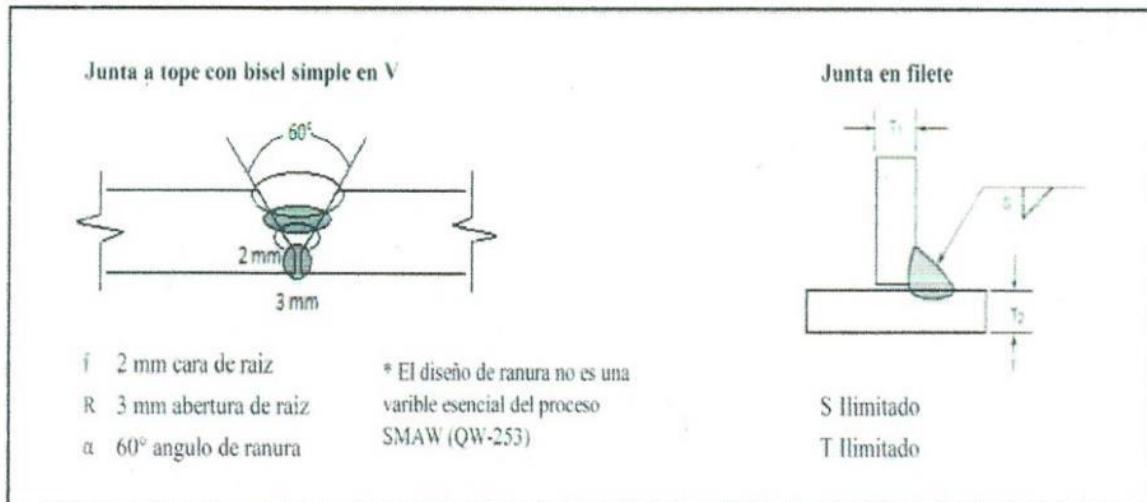 Junta a tope con bisel simple en V
60°
2 mm
3 mm
f 2 mm cara de raiz
R 3 mm abertura de raiz
α 60° angulo de ranura
* El diseño de ranura no es una
varible esencial del proceso
SMAW (QW-253)
Junta en filete
T1
S
T2
S Ilimitado
T Ilimitado